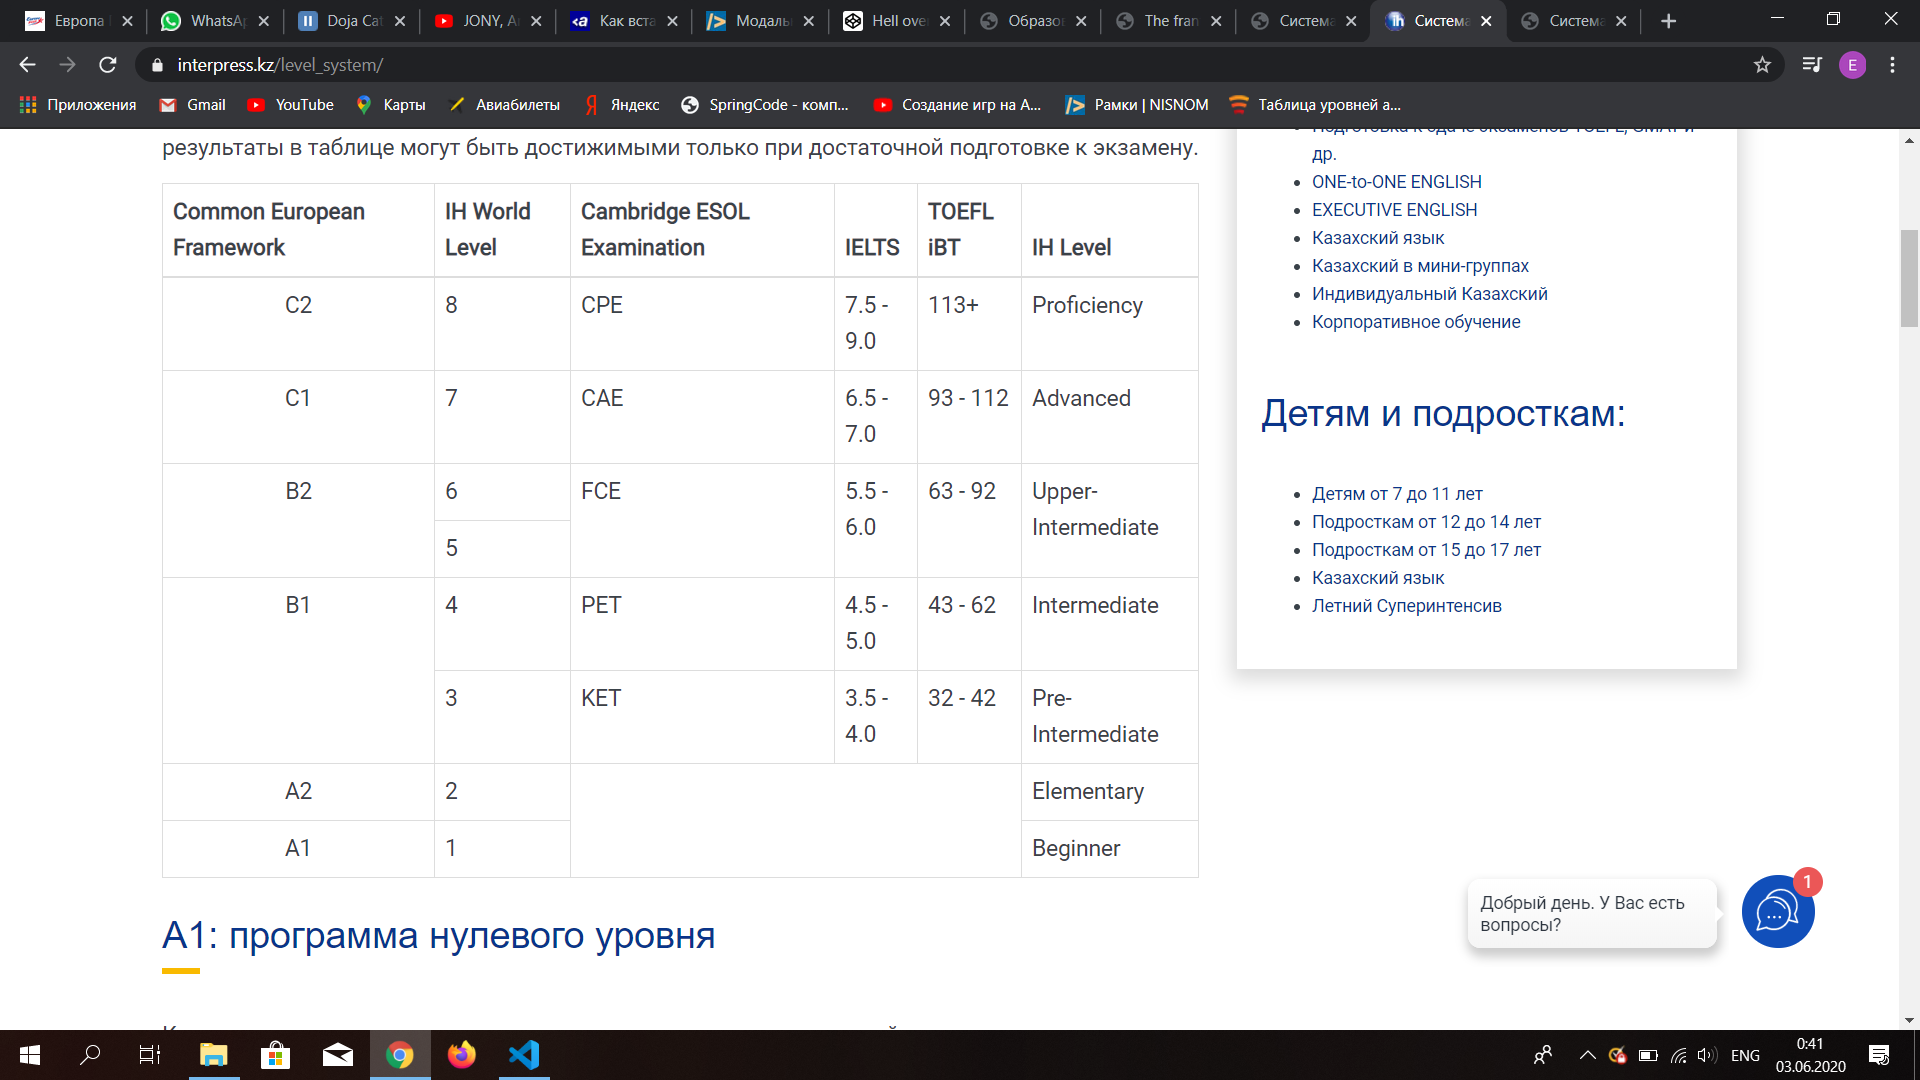 Европа
WhatsA
Doja Ca
JONY, A
Как вста
Модаль
Hell ove
Образо
The fran
Система
Система
Система
interpress.kz/level_system/
E
Приложения
Gmail
YouTube
Карты
Авиабилеты
Яндекс
SpringCode - комп...
Создание игр на A...
Рамки | NISNOM
Таблица уровней а...
результаты в таблице могут быть достижимыми только при достаточной подготовке к экзамену.
Common European Framework
IH World Level
Cambridge ESOL Examination
IELTS
TOEFL iBT
IH Level
C2 8 CPE 7.5 - 9.0 113+ Proficiency
C1 7 CAE 6.5 - 7.0 93 - 112 Advanced
B2 6 FCE 5.5 - 6.0 63 - 92 Upper-Intermediate
5
B1 4 PET 4.5 - 5.0 43 - 62 Intermediate
3 KET 3.5 - 4.0 32 - 42 Pre-Intermediate
A2 2 Elementary
A1 1 Beginner
A1: программа нулевого уровня
Подготовка к сдаче экзаменов TOEFL, GMAT и
др.
ONE-to-ONE ENGLISH
EXECUTIVE ENGLISH
Казахский язык
Казахский в мини-группах
Индивидуальный Казахский
Корпоративное обучение
Детям и подросткам:
Детям от 7 до 11 лет
Подросткам от 12 до 14 лет
Подросткам от 15 до 17 лет
Казахский язык
Летний Суперинтенсив
Добрый день. У Вас есть
вопросы?
1
ENG
0:41
03.06.2020